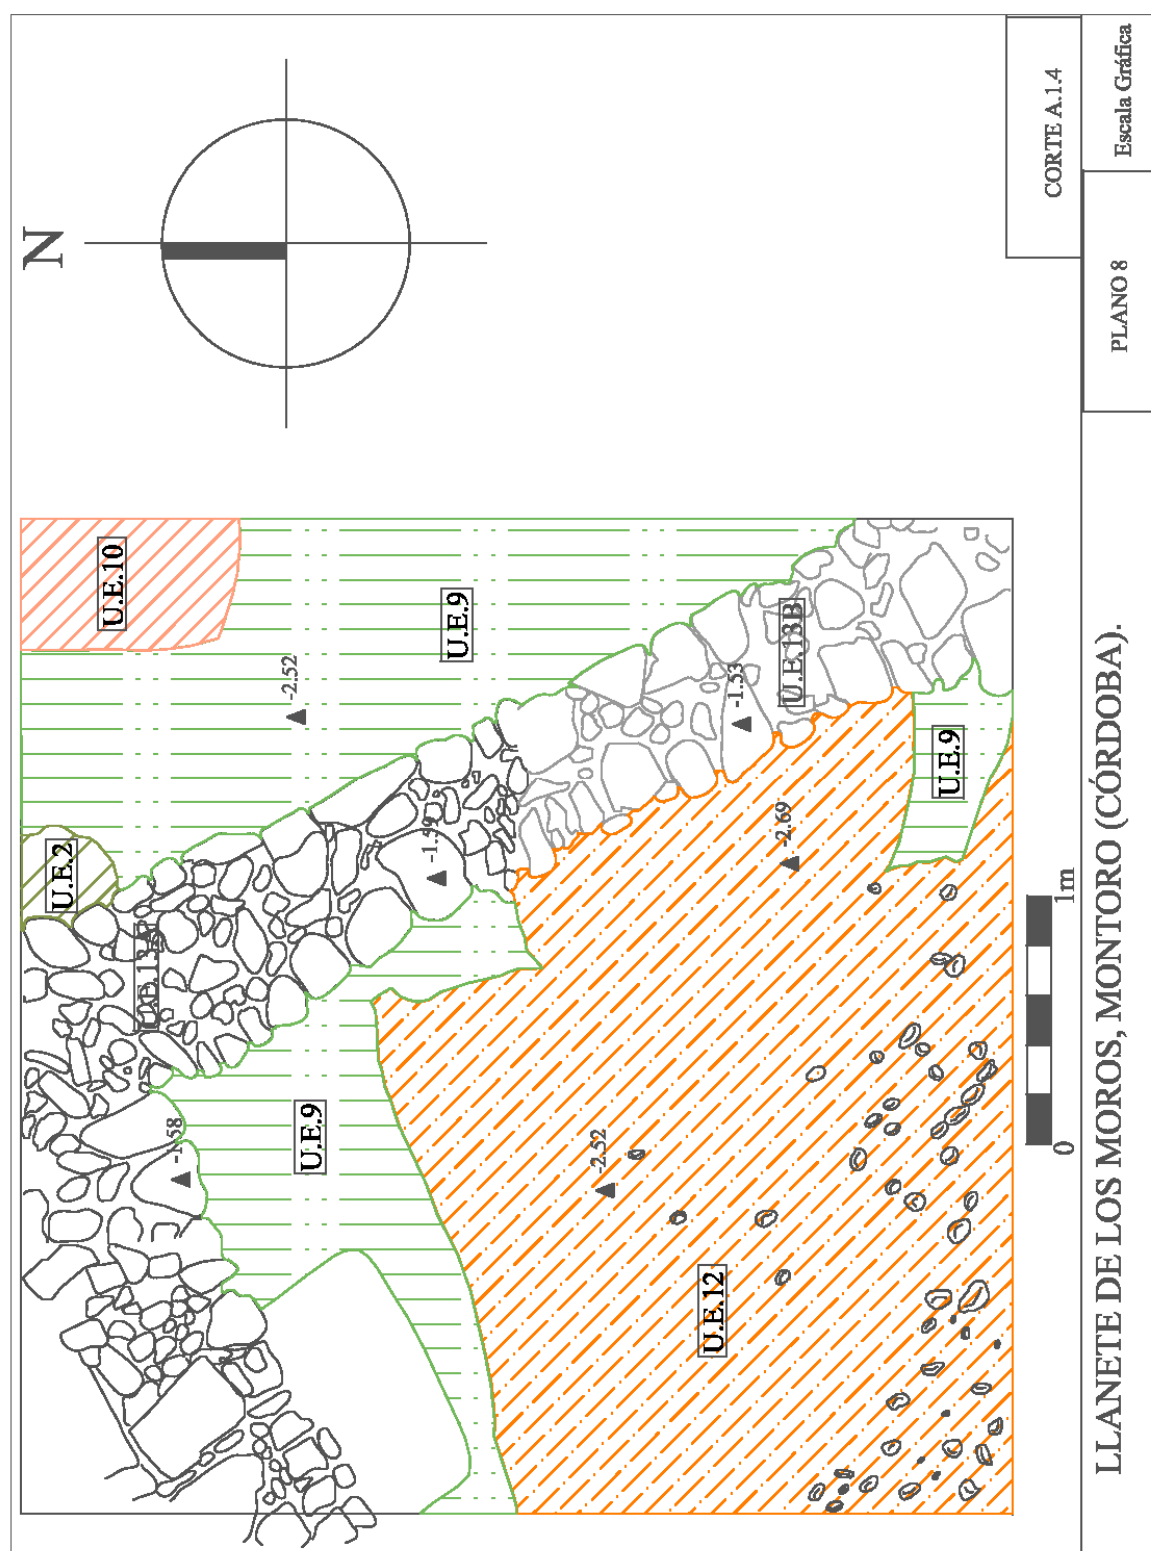 N
U.E.2
U.E.10
U.E.13A
-1.58
-2.52
U.E.9
U.E.9
-2.52
U.E.12
-1.53
-2.69
U.E.13B
U.E.9
CORTE A.1.4
0 1m
LLANETE DE LOS MOROS, MONTORO (CÓRDOBA).
PLANO 8
Escala Gráfica